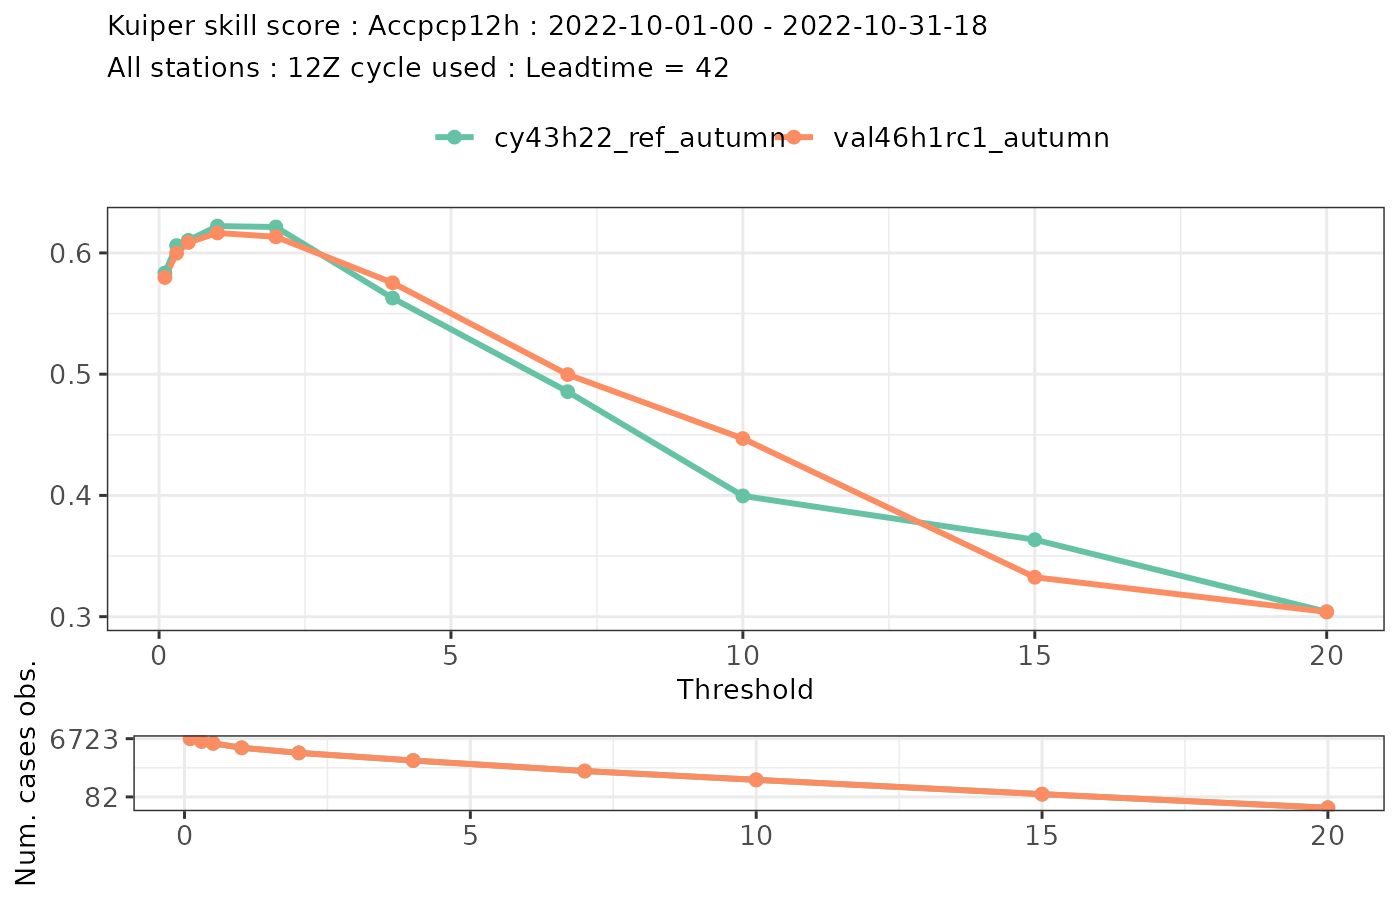 Kuiper skill score : Accpcp12h : 2022-10-01-00 - 2022-10-31-18
All stations : 12Z cycle used : Leadtime = 42
cy43h22_ref_autumn val46h1rc1_autumn
0.6
0.5
0.4
0.3
0 5 10 15 20
Threshold
Num. cases obs.
6723
82
0 5 10 15 20